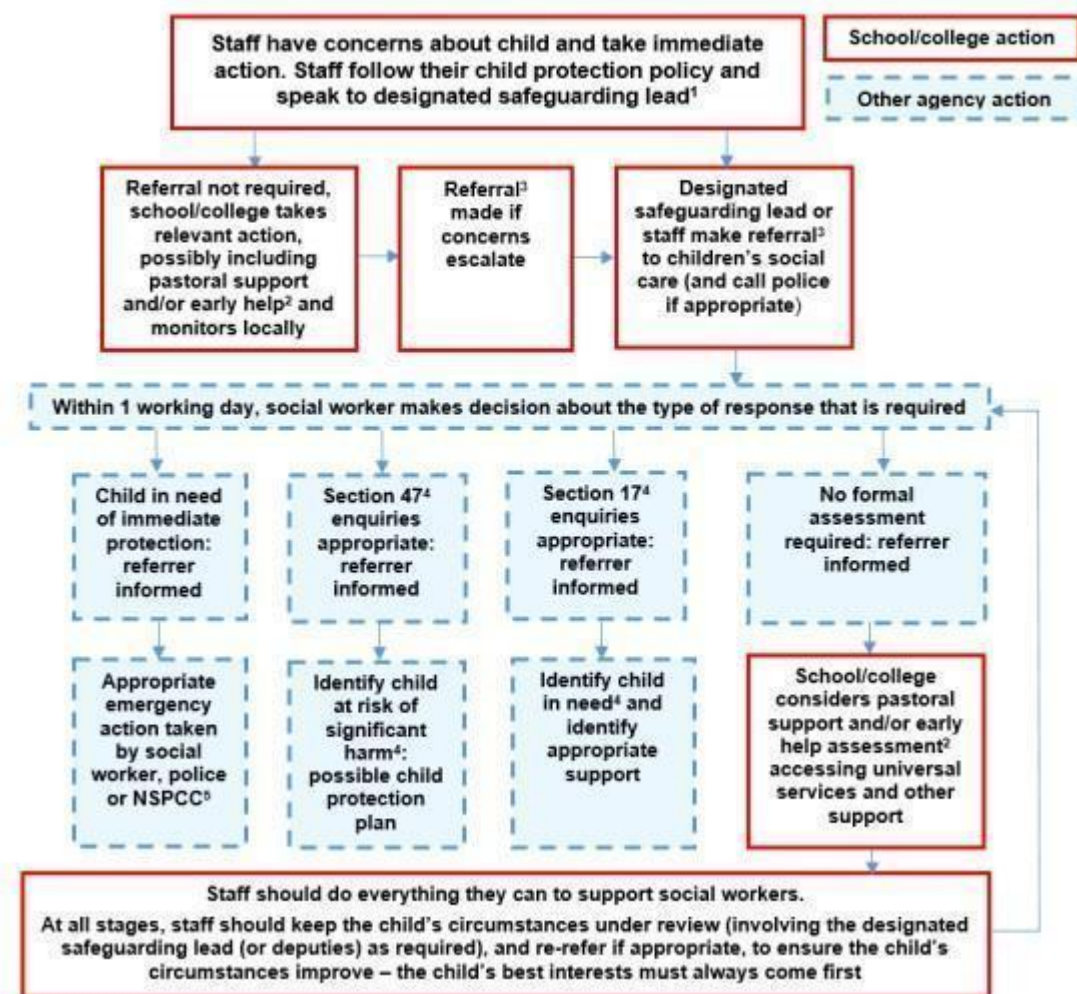 Staff have concerns about child and take immediate
action. Staff follow their child protection policy and
speak to designated safeguarding lead¹
School/college action
Other agency action
Referral not required,
school/college takes
relevant action,
possibly including
pastoral support
and/or early help² and
monitors locally
Referral³
made if
concerns
escalate
Designated
safeguarding lead or
staff make referral³
to children’s social
care (and call police
if appropriate)
Within 1 working day, social worker makes decision about the type of response that is required
Child in need
of immediate
protection:
referrer
informed
Section 47⁴
enquiries
appropriate:
referrer
informed
Section 17⁴
enquiries
appropriate:
referrer
informed
No formal
assessment
required: referrer
informed
Appropriate
emergency
action taken
by social
worker, police
or NSPCC⁵
Identify child
at risk of
significant
harm⁴:
possible child
protection
plan
Identify child
in need⁴ and
identify
appropriate
support
School/college
considers pastoral
support and/or early
help assessment²
accessing universal
services and other
support
Staff should do everything they can to support social workers.
At all stages, staff should keep the child’s circumstances under review (involving the designated
safeguarding lead (or deputies) as required), and re-refer if appropriate, to ensure the child’s
circumstances improve – the child’s best interests must always come first